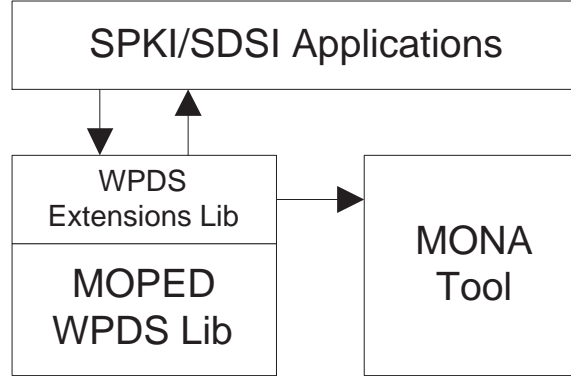 SPKI/SDSI Applications
WPDS
Extensions Lib
MOPED
WPDS Lib
MONA
Tool